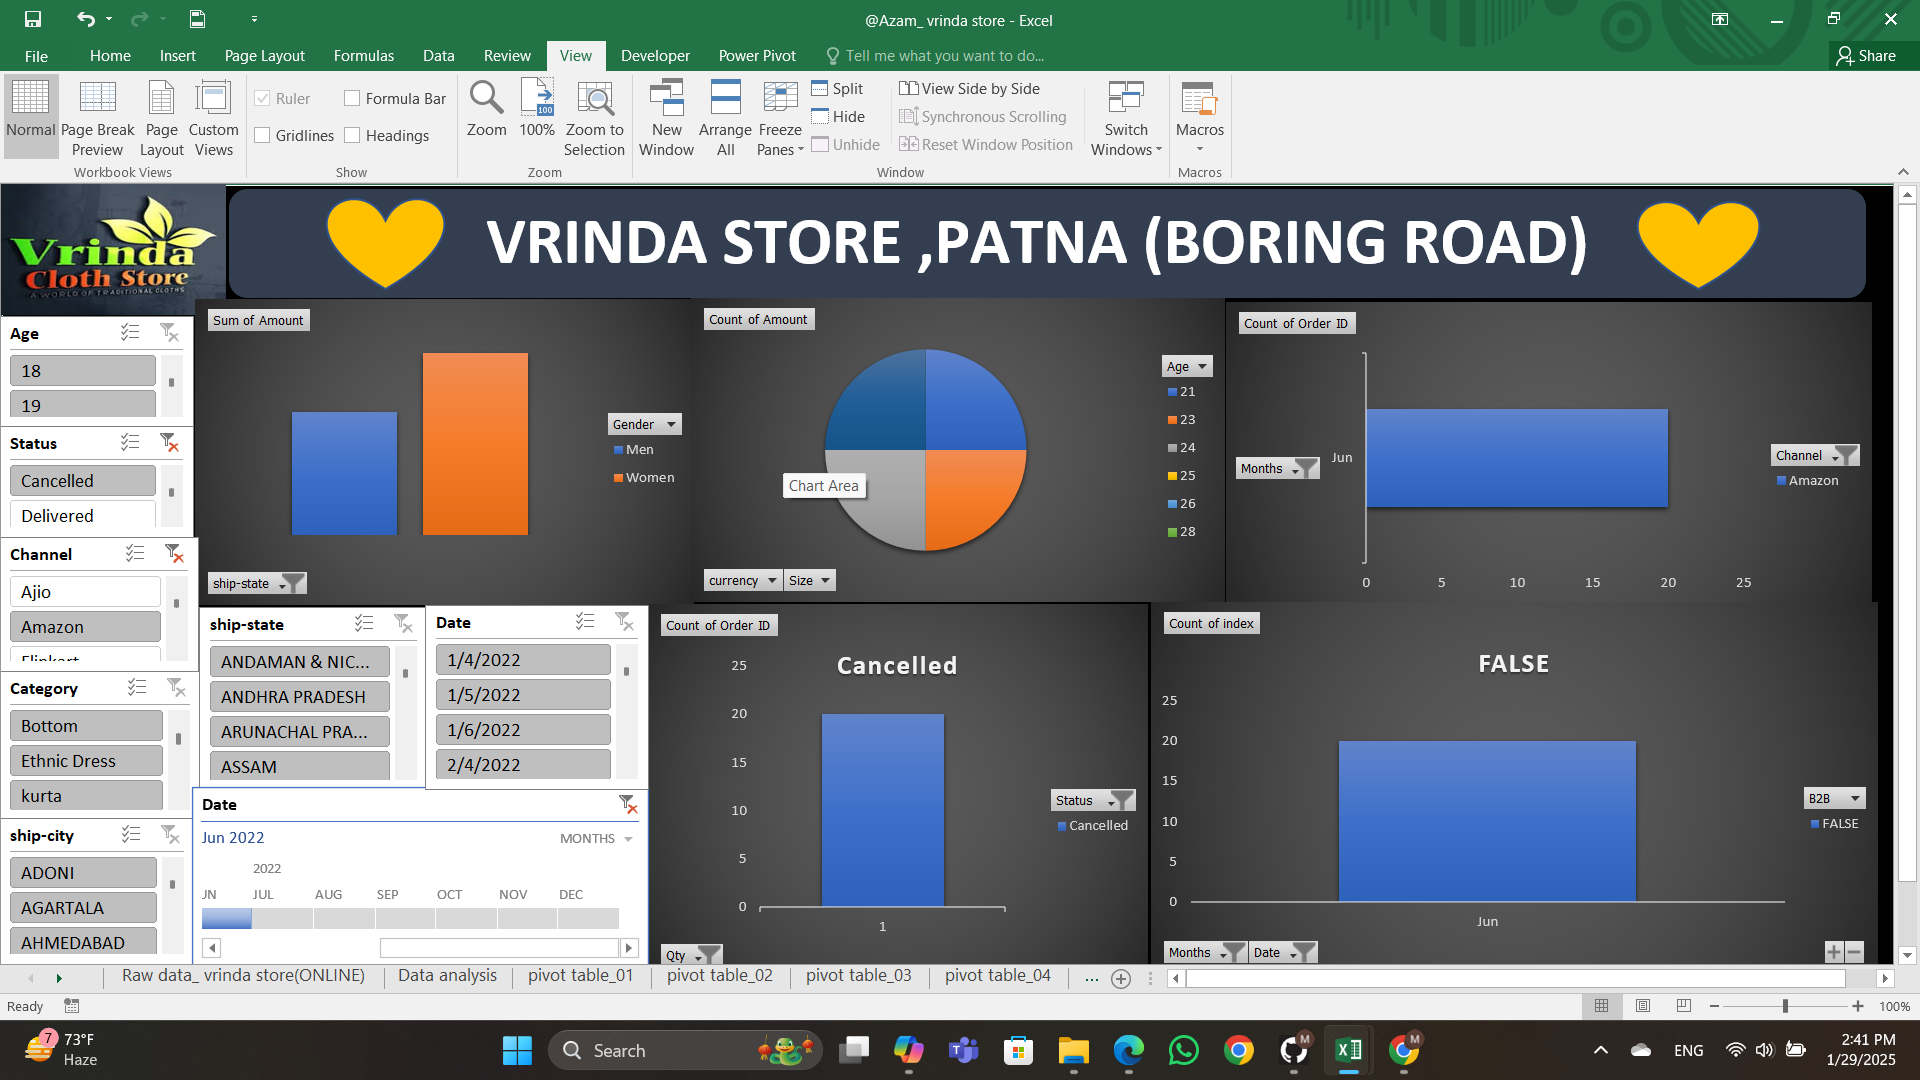 @Azam_ vrinda store - Excel
File Home Insert Page Layout Formulas Data Review View Developer Power Pivot Tell me what you want to do... Share
Normal
Page Break Preview
Page Layout
Custom Views
Workbook Views
Ruler Formula Bar
Gridlines Headings
Show
Zoom
100
100%
Zoom to Selection
Zoom
New Window
Arrange All
Freeze Panes
Split
Hide
Unhide
View Side by Side
Synchronous Scrolling
Reset Window Position
Window
Switch Windows
Macros
Macros
Vrinda
Cloth Store
A WORLD OF TRADITIONAL CLOTHS
VRINDA STORE ,PATNA (BORING ROAD)
Age
18
19
Status
Cancelled
Delivered
Channel
Ajio
Amazon
Flipkart
Category
Bottom
Ethnic Dress
kurta
ship-city
ADONI
AGARTALA
AHMEDABAD
Sum of Amount
Gender
Men
Women
ship-state
Count of Amount
Chart Area
Age
21
23
24
25
26
28
currency Size
Count of Order ID
Months
Jun
Channel
Amazon
0 5 10 15 20 25
ship-state
ANDAMAN & NIC...
ANDHRA PRADESH
ARUNACHAL PRA...
ASSAM
Date
1/4/2022
1/5/2022
1/6/2022
2/4/2022
Date
Jun 2022 MONTHS
2022
JN JUL AUG SEP OCT NOV DEC
Count of Order ID
Cancelled
25
20
15
10
5
0
1
Status
Cancelled
Qty
Count of index
FALSE
25
20
15
10
5
0
Jun
B2B
FALSE
Months Date
Raw data_ vrinda store(ONLINE) Data analysis pivot table_01 pivot table_02 pivot table_03 pivot table_04 ...
Ready 100%
7
73°F
Haze
Search
M
M
ENG
2:41 PM
1/29/2025